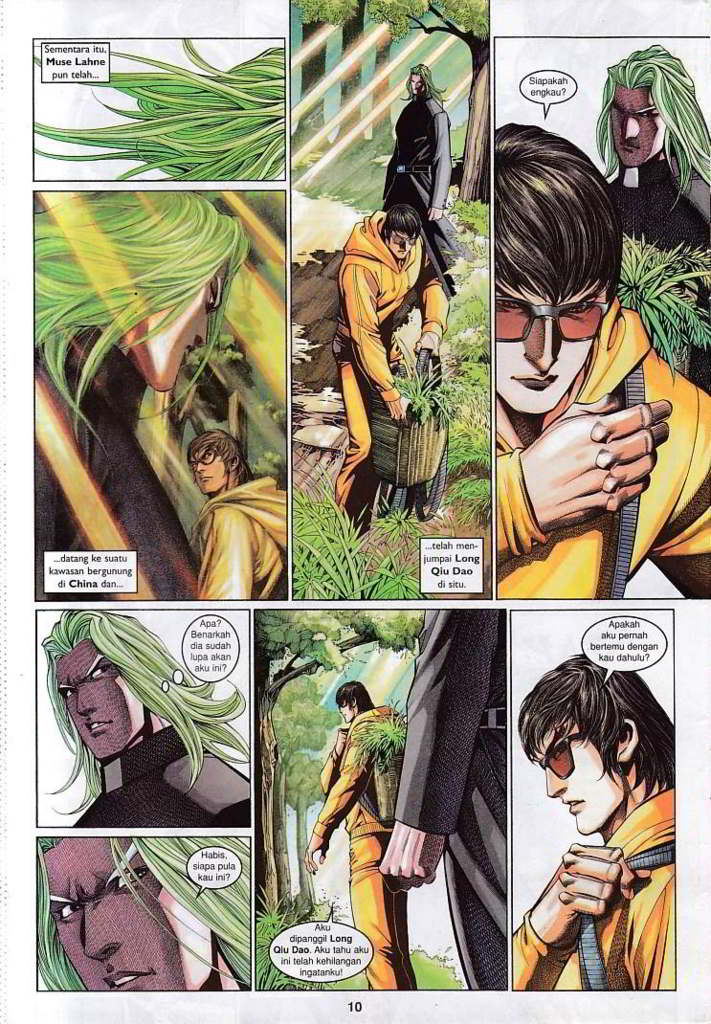 Sementara itu,
Muse Lahne
pun telah...
...datang ke suatu
kawasan bergunung
di China dan...
...telah men-
jumpai Long
Qiu Dao
di situ.
Siapakah
engkau?
Apa?
Benarkah
dia sudah
lupa akan
aku ini?
Habis,
siapa pula
kau ini?
Aku
dipanggil Long
Qiu Dao. Aku tahu aku
ini telah kehilangan
ingatanku!
Apakah
aku pernah
bertemu dengan
kau dahulu?
10